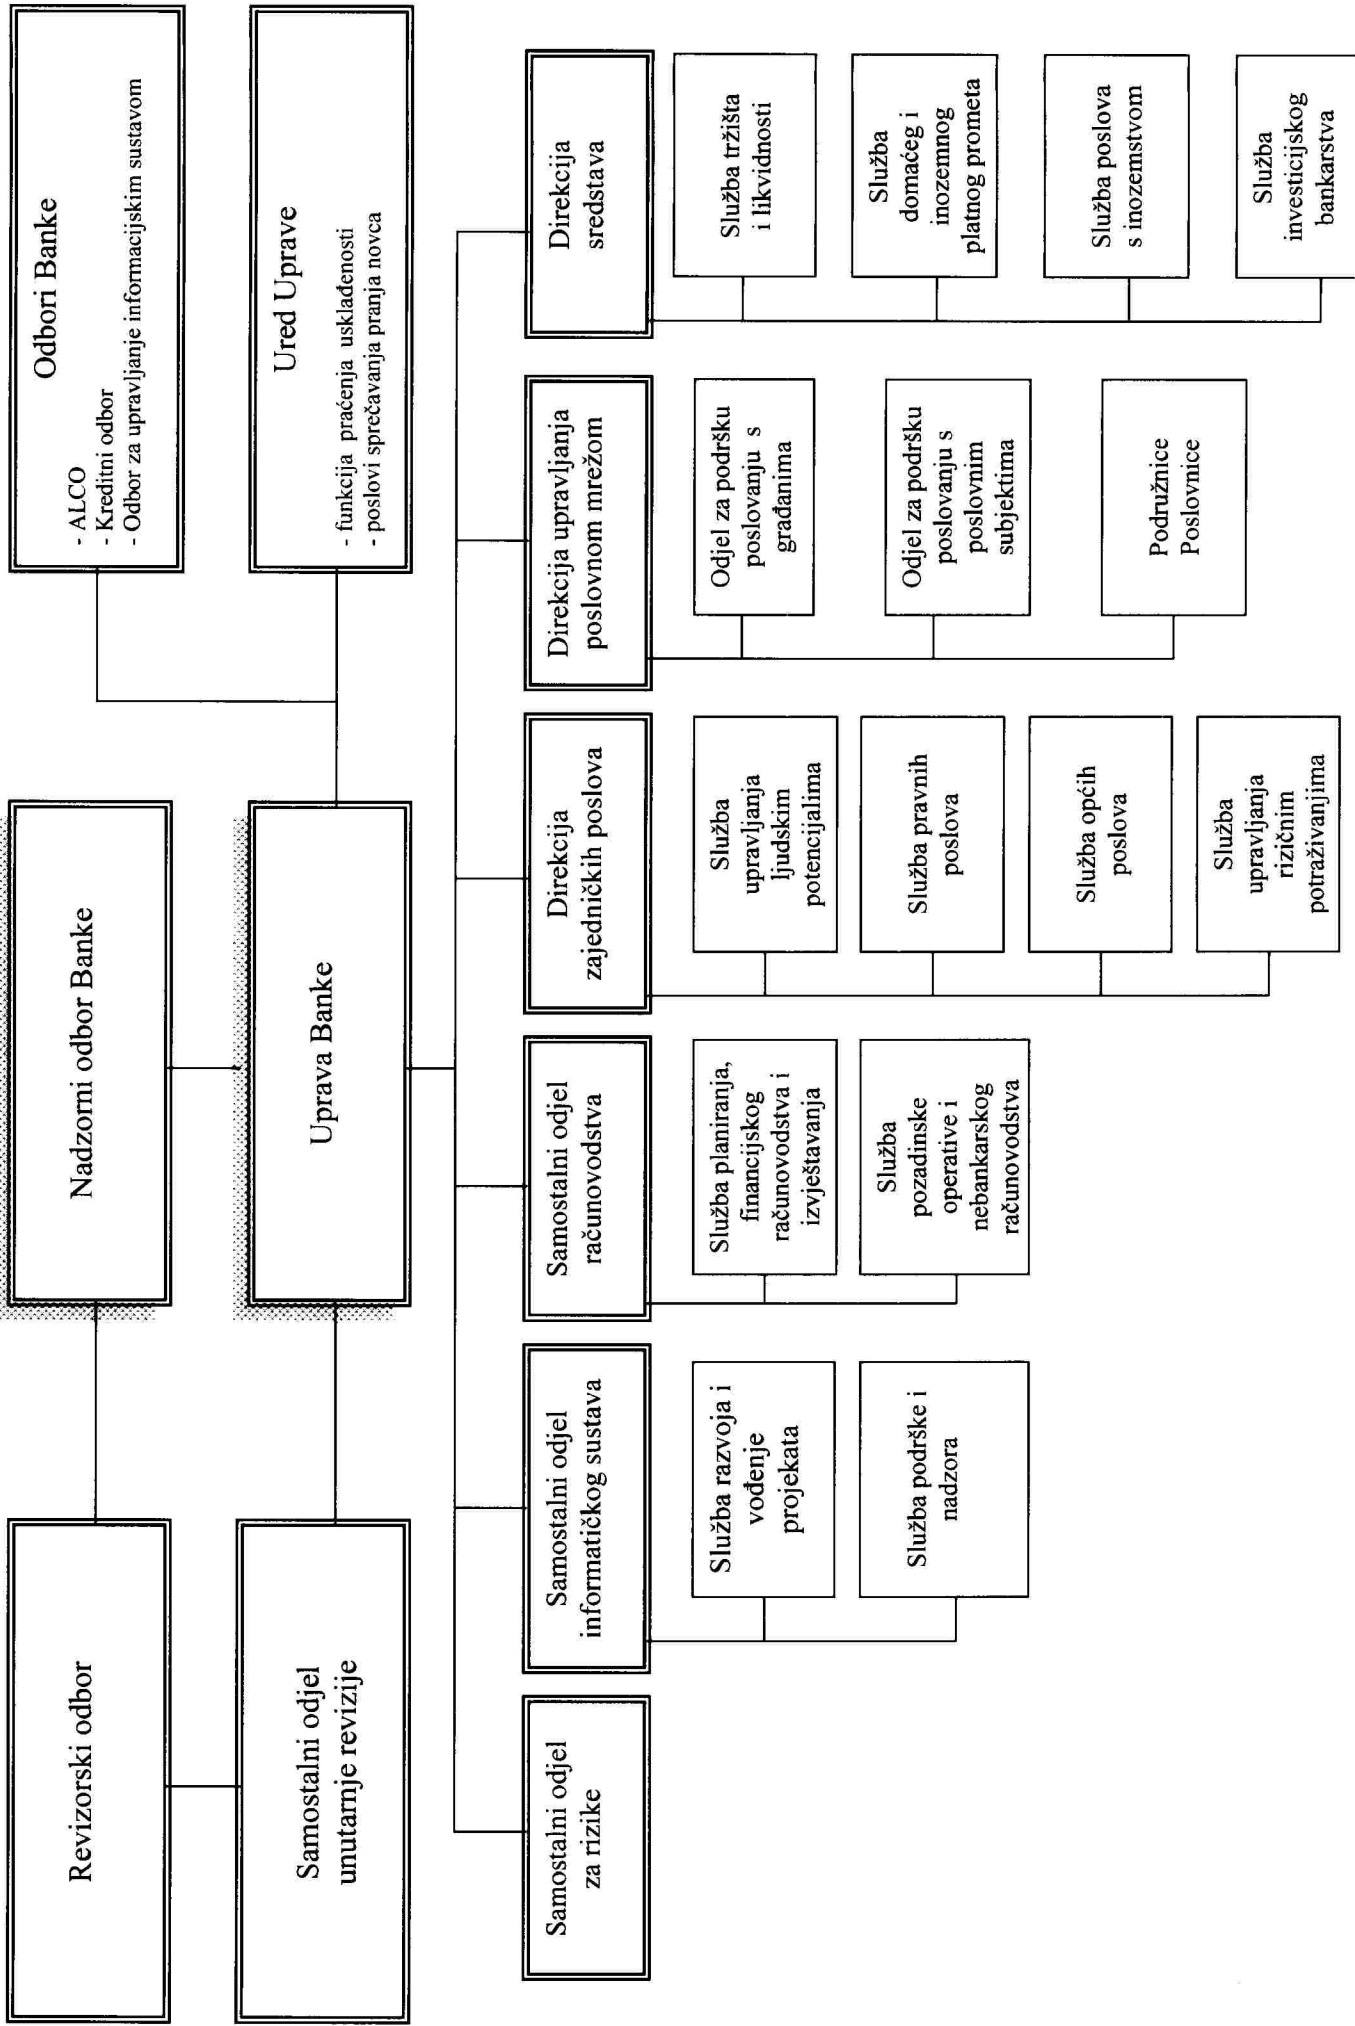 Revizorski odbor
Nadzorni odbor Banke
Odbori Banke
- ALCO
- Kreditni odbor
- Odbor za upravljanje informacijskim sustavom
Samostalni odjel
unutarnje revizije
Uprava Banke
Ured Uprave
- funkcija praćenja usklađenosti
- poslovi sprečavanja pranja novca
Samostalni odjel
za rizike
Samostalni odjel
informatičkog sustava
Služba razvoja i
vođenje
projekata
Služba podrške i
nadzora
Samostalni odjel
računovodstva
Služba planiranja,
financijskog
računovodstva i
izvještavanja
Služba
pozadinske
operative i
nebankarskog
računovodstva
Direkcija
zajedničkih poslova
Služba
upravljanja
ljudskim
potencijalima
Služba pravnih
poslova
Služba općih
poslova
Služba
upravljanja
rizičnim
potraživanjima
Direkcija upravljanja
poslovnom mrežom
Odjel za podršku
poslovanju s
građanima
Odjel za podršku
poslovanju s
poslovnim
subjektima
Podružnice
Poslovnice
Direkcija
sredstava
Služba tržišta
i likvidnosti
Služba
domaćeg i
inozemnog
platnog prometa
Služba poslova
s inozemstvom
Služba
investicijskog
bankarstva